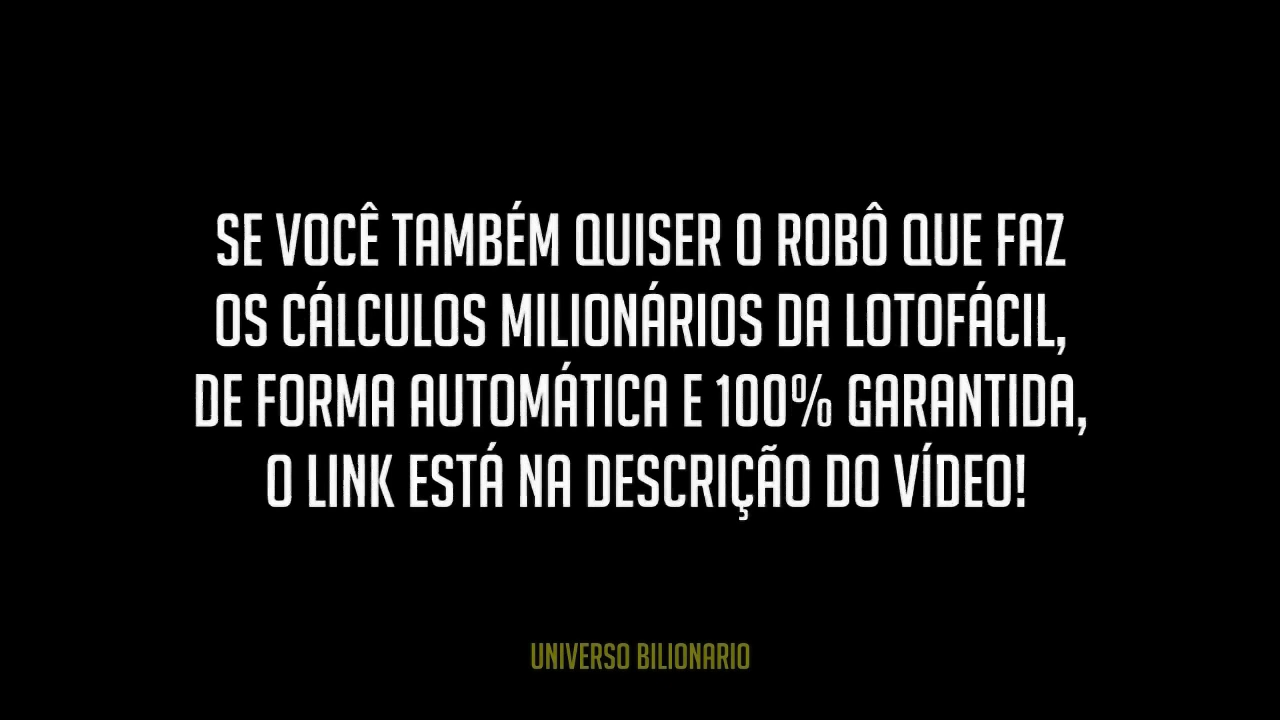 SE VOCÊ TAMBÉM QUISER O ROBÔ QUE FAZ
OS CÁLCULOS MILIONÁRIOS DA LOTOFÁCIL,
DE FORMA AUTOMÁTICA E 100% GARANTIDA,
O LINK ESTÁ NA DESCRIÇÃO DO VÍDEO!
UNIVERSO BILIONARIO